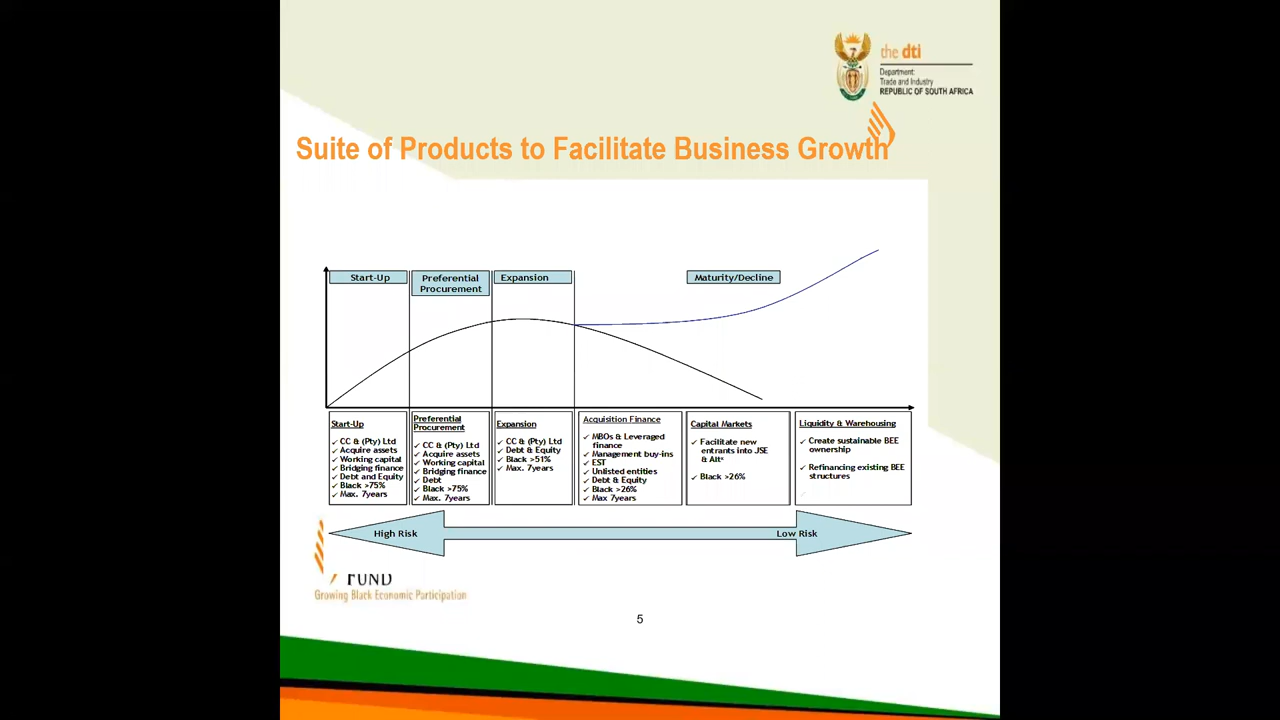 the dti
Department:
Trade and Industry
REPUBLIC OF SOUTH AFRICA
Suite of Products to Facilitate Business Growth
Start-Up
Preferential
Procurement
Expansion
Maturity/Decline
Start-Up
✓ CC & (Pty) Ltd
✓ Acquire assets
✓ Working capital
✓ Bridging finance
✓ Debt and Equity
✓ Black >75%
✓ Max. 7years
Preferential
Procurement
✓ CC & (Pty) Ltd
✓ Acquire assets
✓ Working capital
✓ Bridging finance
✓ Debt
✓ Black >75%
✓ Max. 7years
Expansion
✓ CC & (Pty) Ltd
✓ Debt & Equity
✓ Black >51%
✓ Max. 7years
Acquisition Finance
✓ MBOs & Leveraged
finance
✓ Management buy-ins
✓ EST
✓ Unlisted entities
✓ Debt & Equity
✓ Black >26%
✓ Max 7years
Capital Markets
✓ Facilitate new
entrants into JSE
& Altˣ
✓ Black >26%
Liquidity & Warehousing
✓ Create sustainable BEE
ownership
✓ Refinancing existing BEE
structures
High Risk
Low Risk
FUND
Growing Black Economic Participation
5